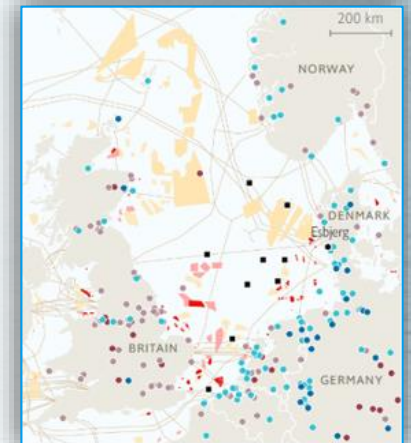 200 km
NORWAY
DENMARK
Esbjerg
BRITAIN
GERMANY